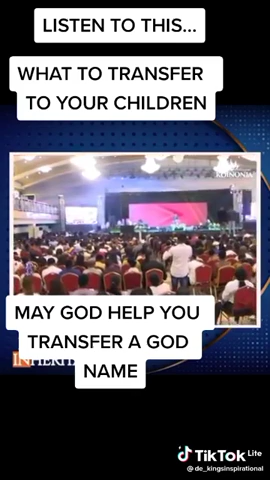 LISTEN TO THIS...
WHAT TO TRANSFER
TO YOUR CHILDREN
KOINONIA
MAY GOD HELP YOU
TRANSFER A GOD
NAME
TikTok Lite
@de_kingsinspirational